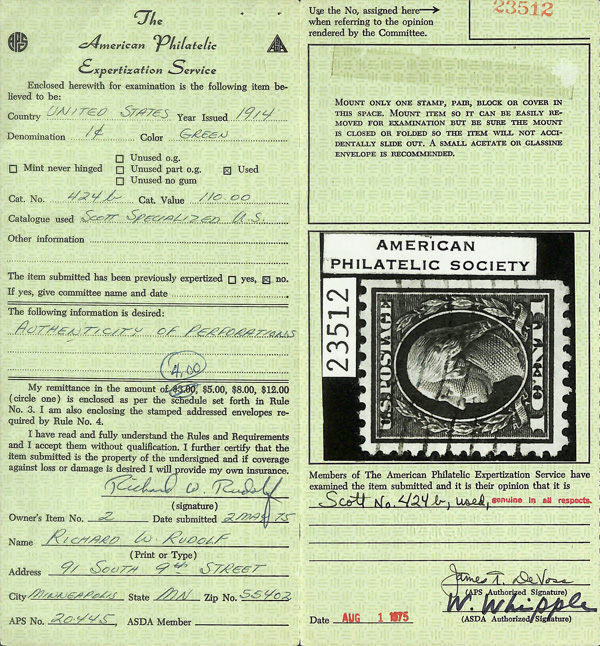 The
APS
American Philatelic
Expertization Service
Enclosed herewith for examination is the following item be-
lieved to be:
Country UNITED STATES Year Issued 1914
Denomination 1¢ Color GREEN
☐ Mint never hinged ☐ Unused o.g.
☐ Unused part o.g. ☒ Used
☐ Unused no gum
Cat. No. 424b Cat. Value 110.00
Catalogue used SCOTT SPECIALIZED U.S.
Other information
The item submitted has been previously expertized ☐ yes, ☒ no.
If yes, give committee name and date
The following information is desired:
AUTHENTICITY OF PERFORATIONS
4.00
My remittance in the amount of $3.00, $5.00, $8.00, $12.00
(circle one) is enclosed as per the schedule set forth in Rule
No. 3. I am also enclosing the stamped addressed envelopes re-
quired by Rule No. 4.
I have read and fully understand the Rules and Requirements
and I accept them without qualification. I further certify that the
item submitted is the property of the undersigned and if coverage
against loss or damage is desired I will provide my own insurance.
Richard W. Rudolf
(signature)
Owner's Item No. 2 Date submitted 2 MAR 75
Name RICHARD W. RUDOLF
(Print or Type)
Address 91 SOUTH 9th STREET
City MINNEAPOLIS State MN Zip No. 55402
APS No. 20445 ASDA Member
Use the No, assigned here→ 23512
when referring to the opinion
rendered by the Committee.
MOUNT ONLY ONE STAMP, PAIR, BLOCK OR COVER IN
THIS SPACE. MOUNT ITEM SO IT CAN BE EASILY RE-
MOVED FOR EXAMINATION BUT BE SURE THE MOUNT
IS CLOSED OR FOLDED SO THE ITEM WILL NOT ACCI-
DENTALLY SLIDE OUT. A SMALL ACETATE OR GLASSINE
ENVELOPE IS RECOMMENDED.
AMERICAN
PHILATELIC SOCIETY
23512
U.S. POSTAGE
1 CENT 1
Members of The American Philatelic Expertization Service have
examined the item submitted and it is their opinion that it is
Scott No. 424b, used, genuine in all respects.
James T. DeVoss
(APS Authorized Signature)
W. Whipple
Date AUG 1 1975 (ASDA Authorized Signature)